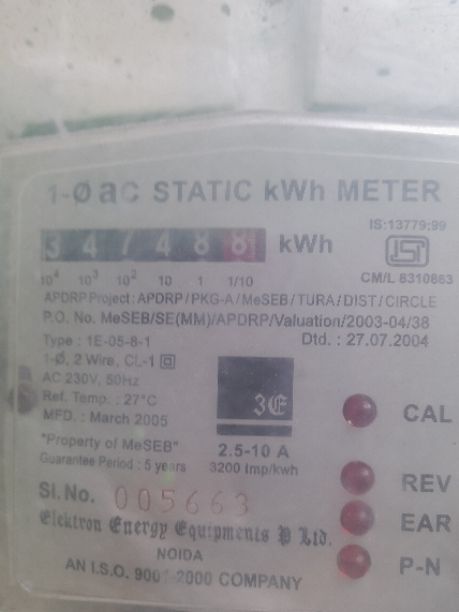 1-Ø aC STATIC kWh METER
IS:13779:99
3 4 7 4 8 8 kWh
ISI
10⁴ 10³ 10² 10 1 1/10
CM/L 8310863
APDRP Project : APDRP / PKG-A / MeSEB / TURA / DIST / CIRCLE
P.O. No. MeSEB/SE(MM)/APDRP/Valuation/2003-04/38
Type : 1E-05-8-1
Dtd. : 27.07.2004
1-Ø, 2 Wire, CL-1
AC 230V, 50Hz
Ref. Temp. : 27°C
MFD. : March 2005
3E
CAL
"Property of MeSEB"
2.5-10 A
Guarantee Period : 5 years
3200 Imp/kwh
REV
Sl. No. 005663
EAR
Elektron Energy Equipments P Ltd.
NOIDA
P-N
AN I.S.O. 900 -2000 COMPANY